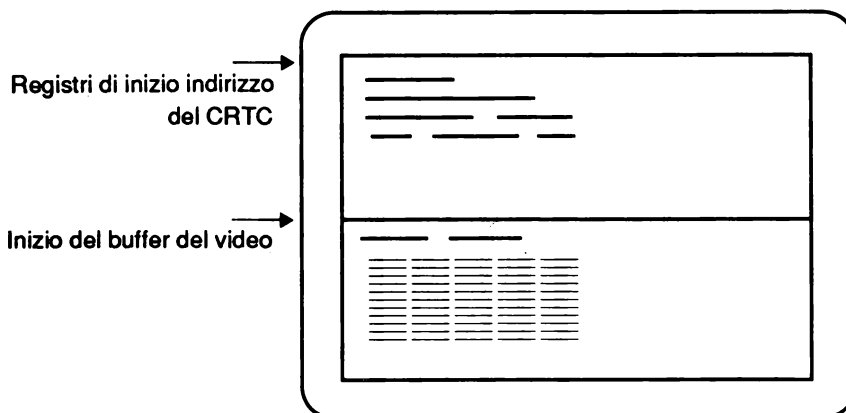 Registri di inizio indirizzo
del CRTC
Inizio del buffer del video